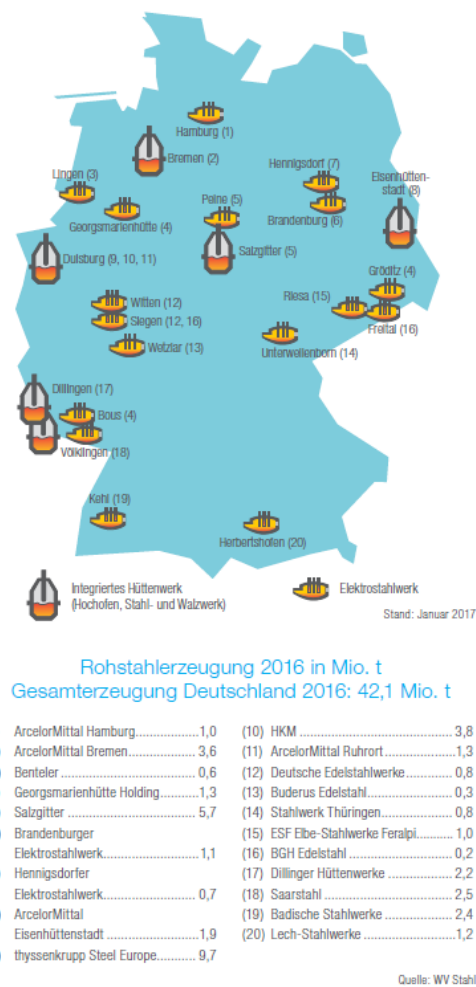 Hamburg (1)
Bremen (2)
Hennigsdorf (7)
Lingen (3)
Eisenhütten-
stadt (8)
Peine (5)
Brandenburg (6)
Georgsmarienhütte (4)
Salzgitter (5)
Duisburg (9, 10, 11)
Gröditz (4)
Riesa (15)
Witten (12)
Siegen (12, 16)
Freital (16)
Wetzlar (13)
Unterwellenborn (14)
Dillingen (17)
Bous (4)
Völklingen (18)
Kehl (19)
Herbertshofen (20)
Integriertes Hüttenwerk
(Hochofen, Stahl- und Walzwerk)
Elektrostahlwerk
Stand: Januar 2017
Rohstahlerzeugung 2016 in Mio. t
Gesamterzeugung Deutschland 2016: 42,1 Mio. t
ArcelorMittal Hamburg...................1,0
ArcelorMittal Bremen.................... 3,6
Benteler ........................................ 0,6
Georgsmarienhütte Holding...........1,3
Salzgitter ...................................... 5,7
Brandenburger
Elektrostahlwerk............................1,1
Hennigsdorfer
Elektrostahlwerk........................... 0,7
ArcelorMittal
Eisenhüttenstadt ...........................1,9
thyssenkrupp Steel Europe........... 9,7
(10) HKM ............................................. 3,8
(11) ArcelorMittal Ruhrort .................... 1,3
(12) Deutsche Edelstahlwerke.............. 0,8
(13) Buderus Edelstahl......................... 0,3
(14) Stahlwerk Thüringen..................... 0,8
(15) ESF Elbe-Stahlwerke Feralpi.......... 1,0
(16) BGH Edelstahl .............................. 0,2
(17) Dillinger Hüttenwerke ................... 2,2
(18) Saarstahl ...................................... 2,5
(19) Badische Stahlwerke .................... 2,4
(20) Lech-Stahlwerke ...........................1,2
Quelle: WV Stahl